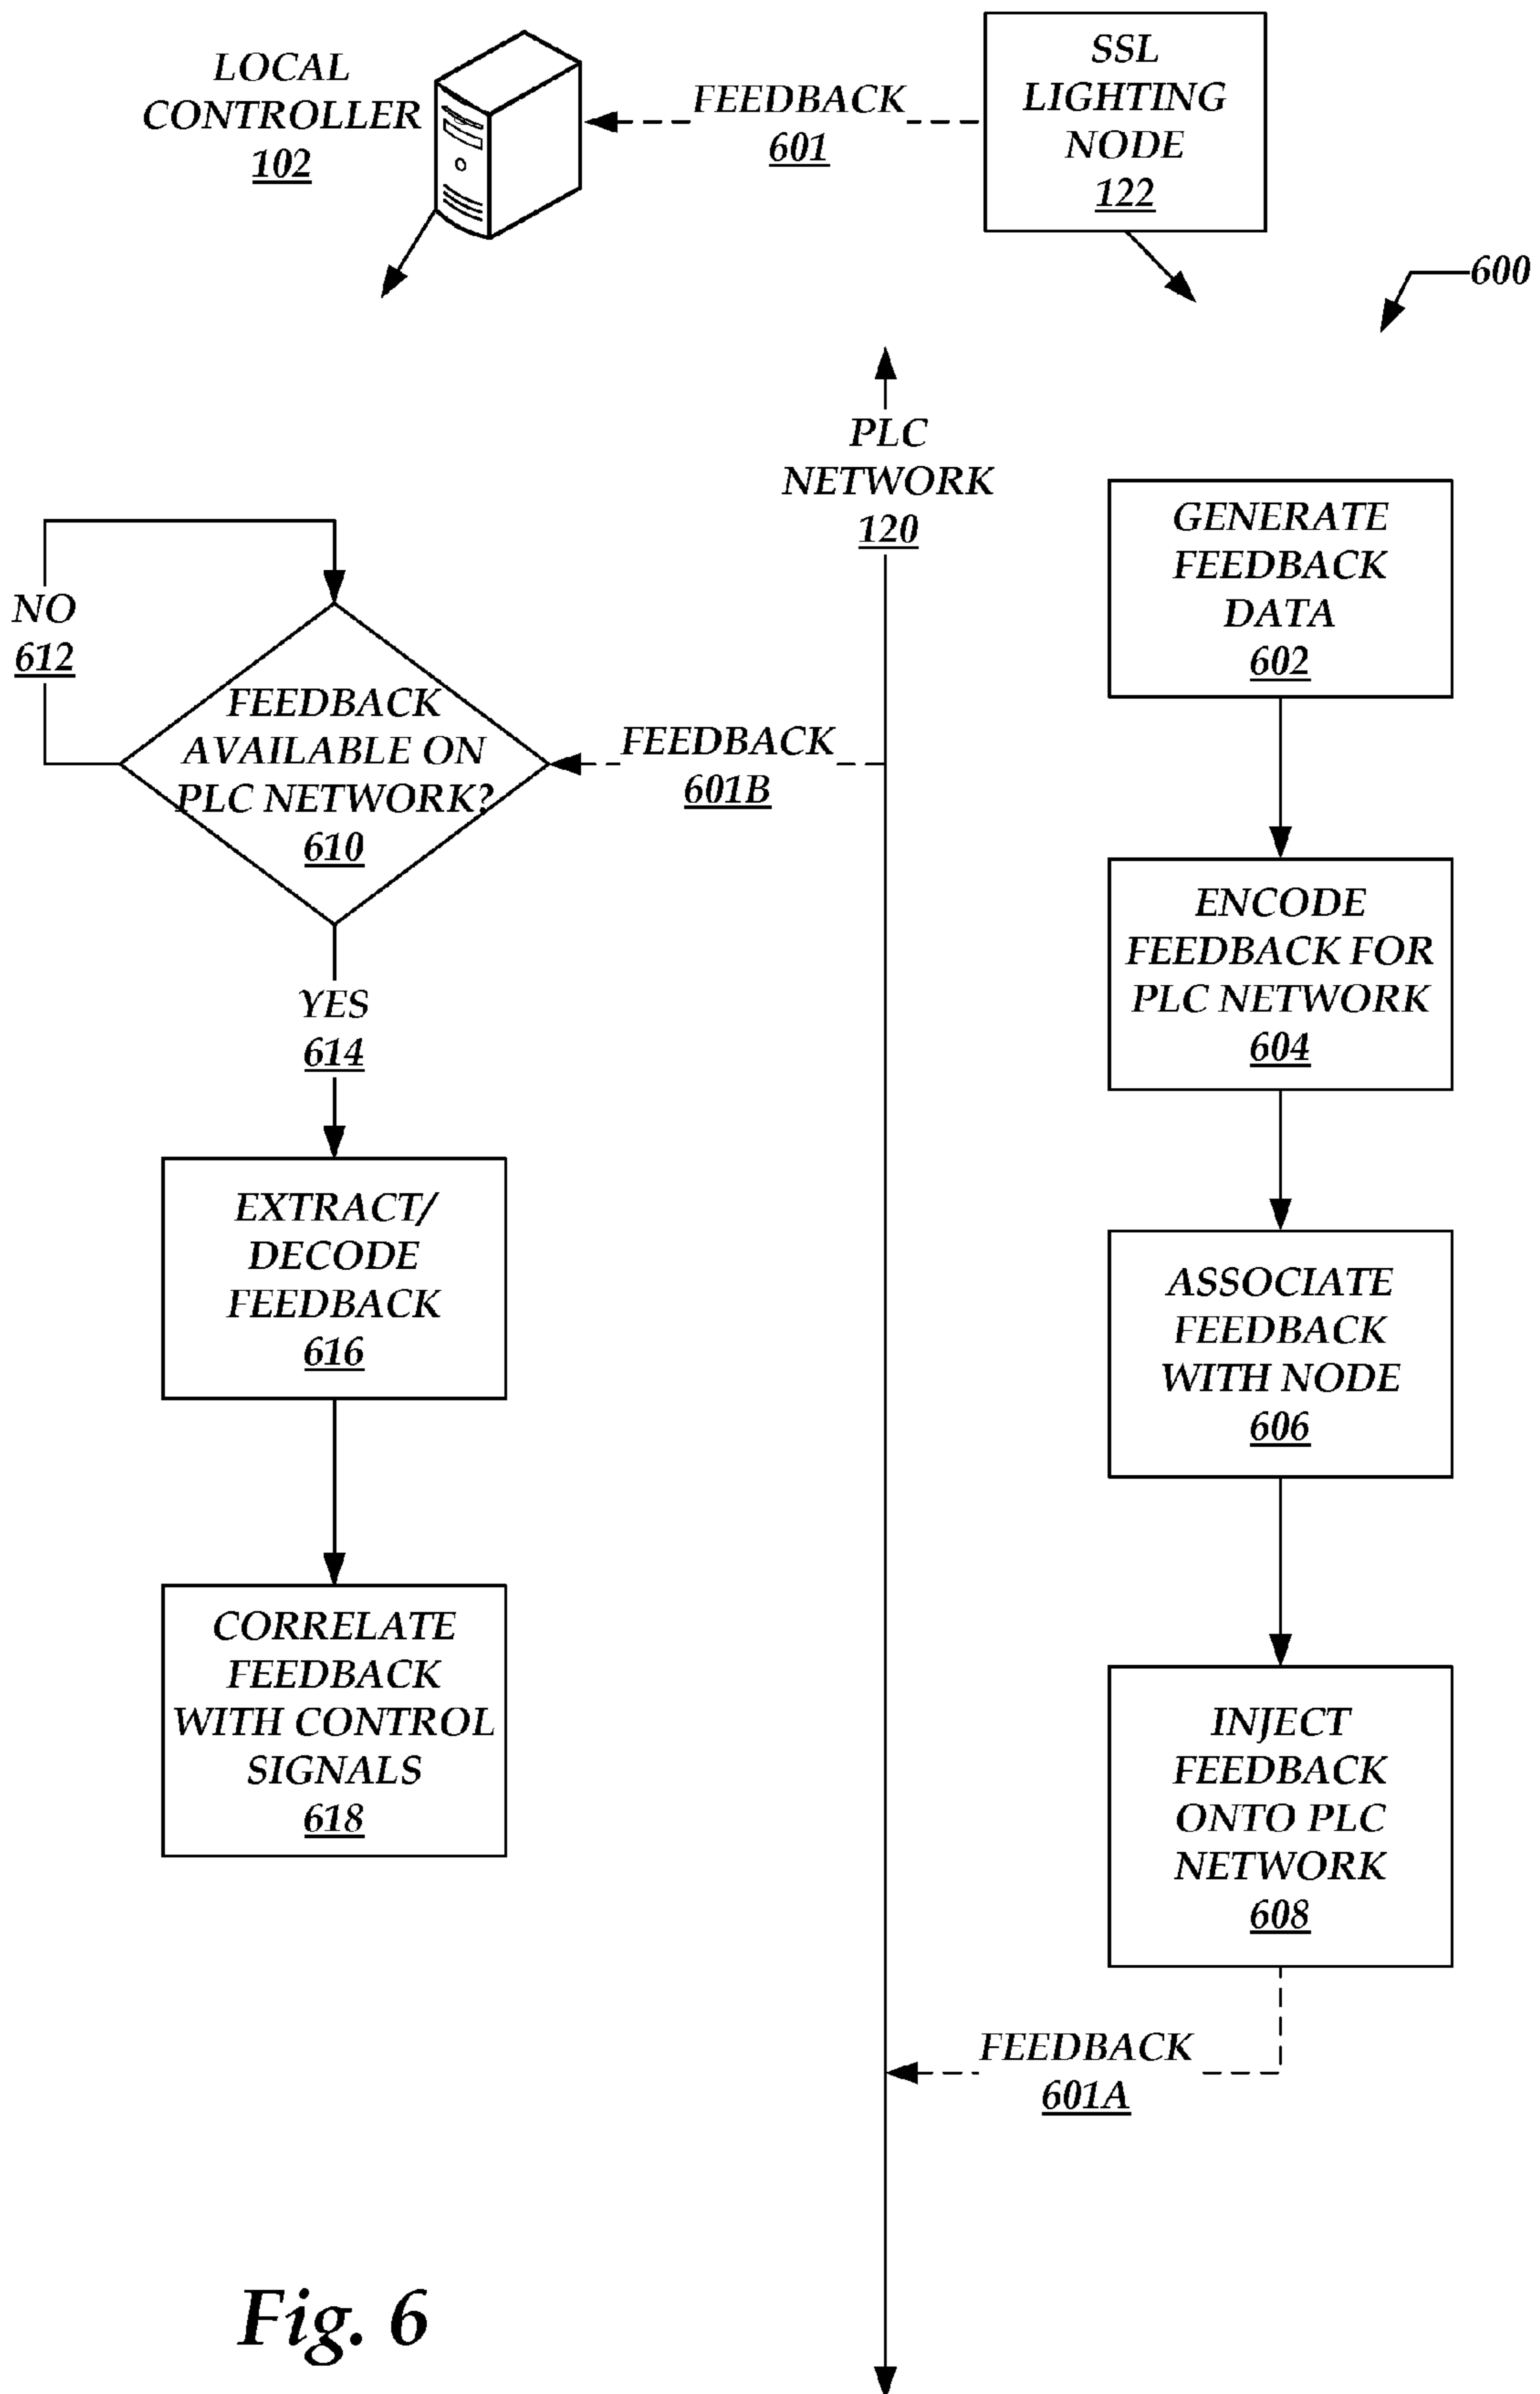 LOCAL
CONTROLLER
102
FEEDBACK
601
SSL
LIGHTING
NODE
122
600
PLC
NETWORK
120
NO
612
FEEDBACK
AVAILABLE ON
PLC NETWORK?
610
FEEDBACK
601B
YES
614
EXTRACT/
DECODE
FEEDBACK
616
CORRELATE
FEEDBACK
WITH CONTROL
SIGNALS
618
GENERATE
FEEDBACK
DATA
602
ENCODE
FEEDBACK FOR
PLC NETWORK
604
ASSOCIATE
FEEDBACK
WITH NODE
606
INJECT
FEEDBACK
ONTO PLC
NETWORK
608
FEEDBACK
601A
Fig. 6